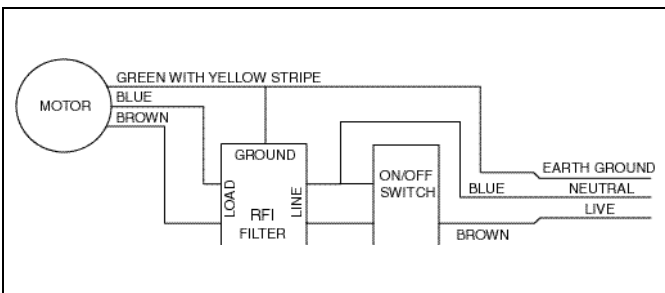 GREEN WITH YELLOW STRIPE
BLUE
MOTOR
BROWN
GROUND
LOAD
LINE
RFI
FILTER
ON/OFF
SWITCH
EARTH GROUND
BLUE
NEUTRAL
LIVE
BROWN